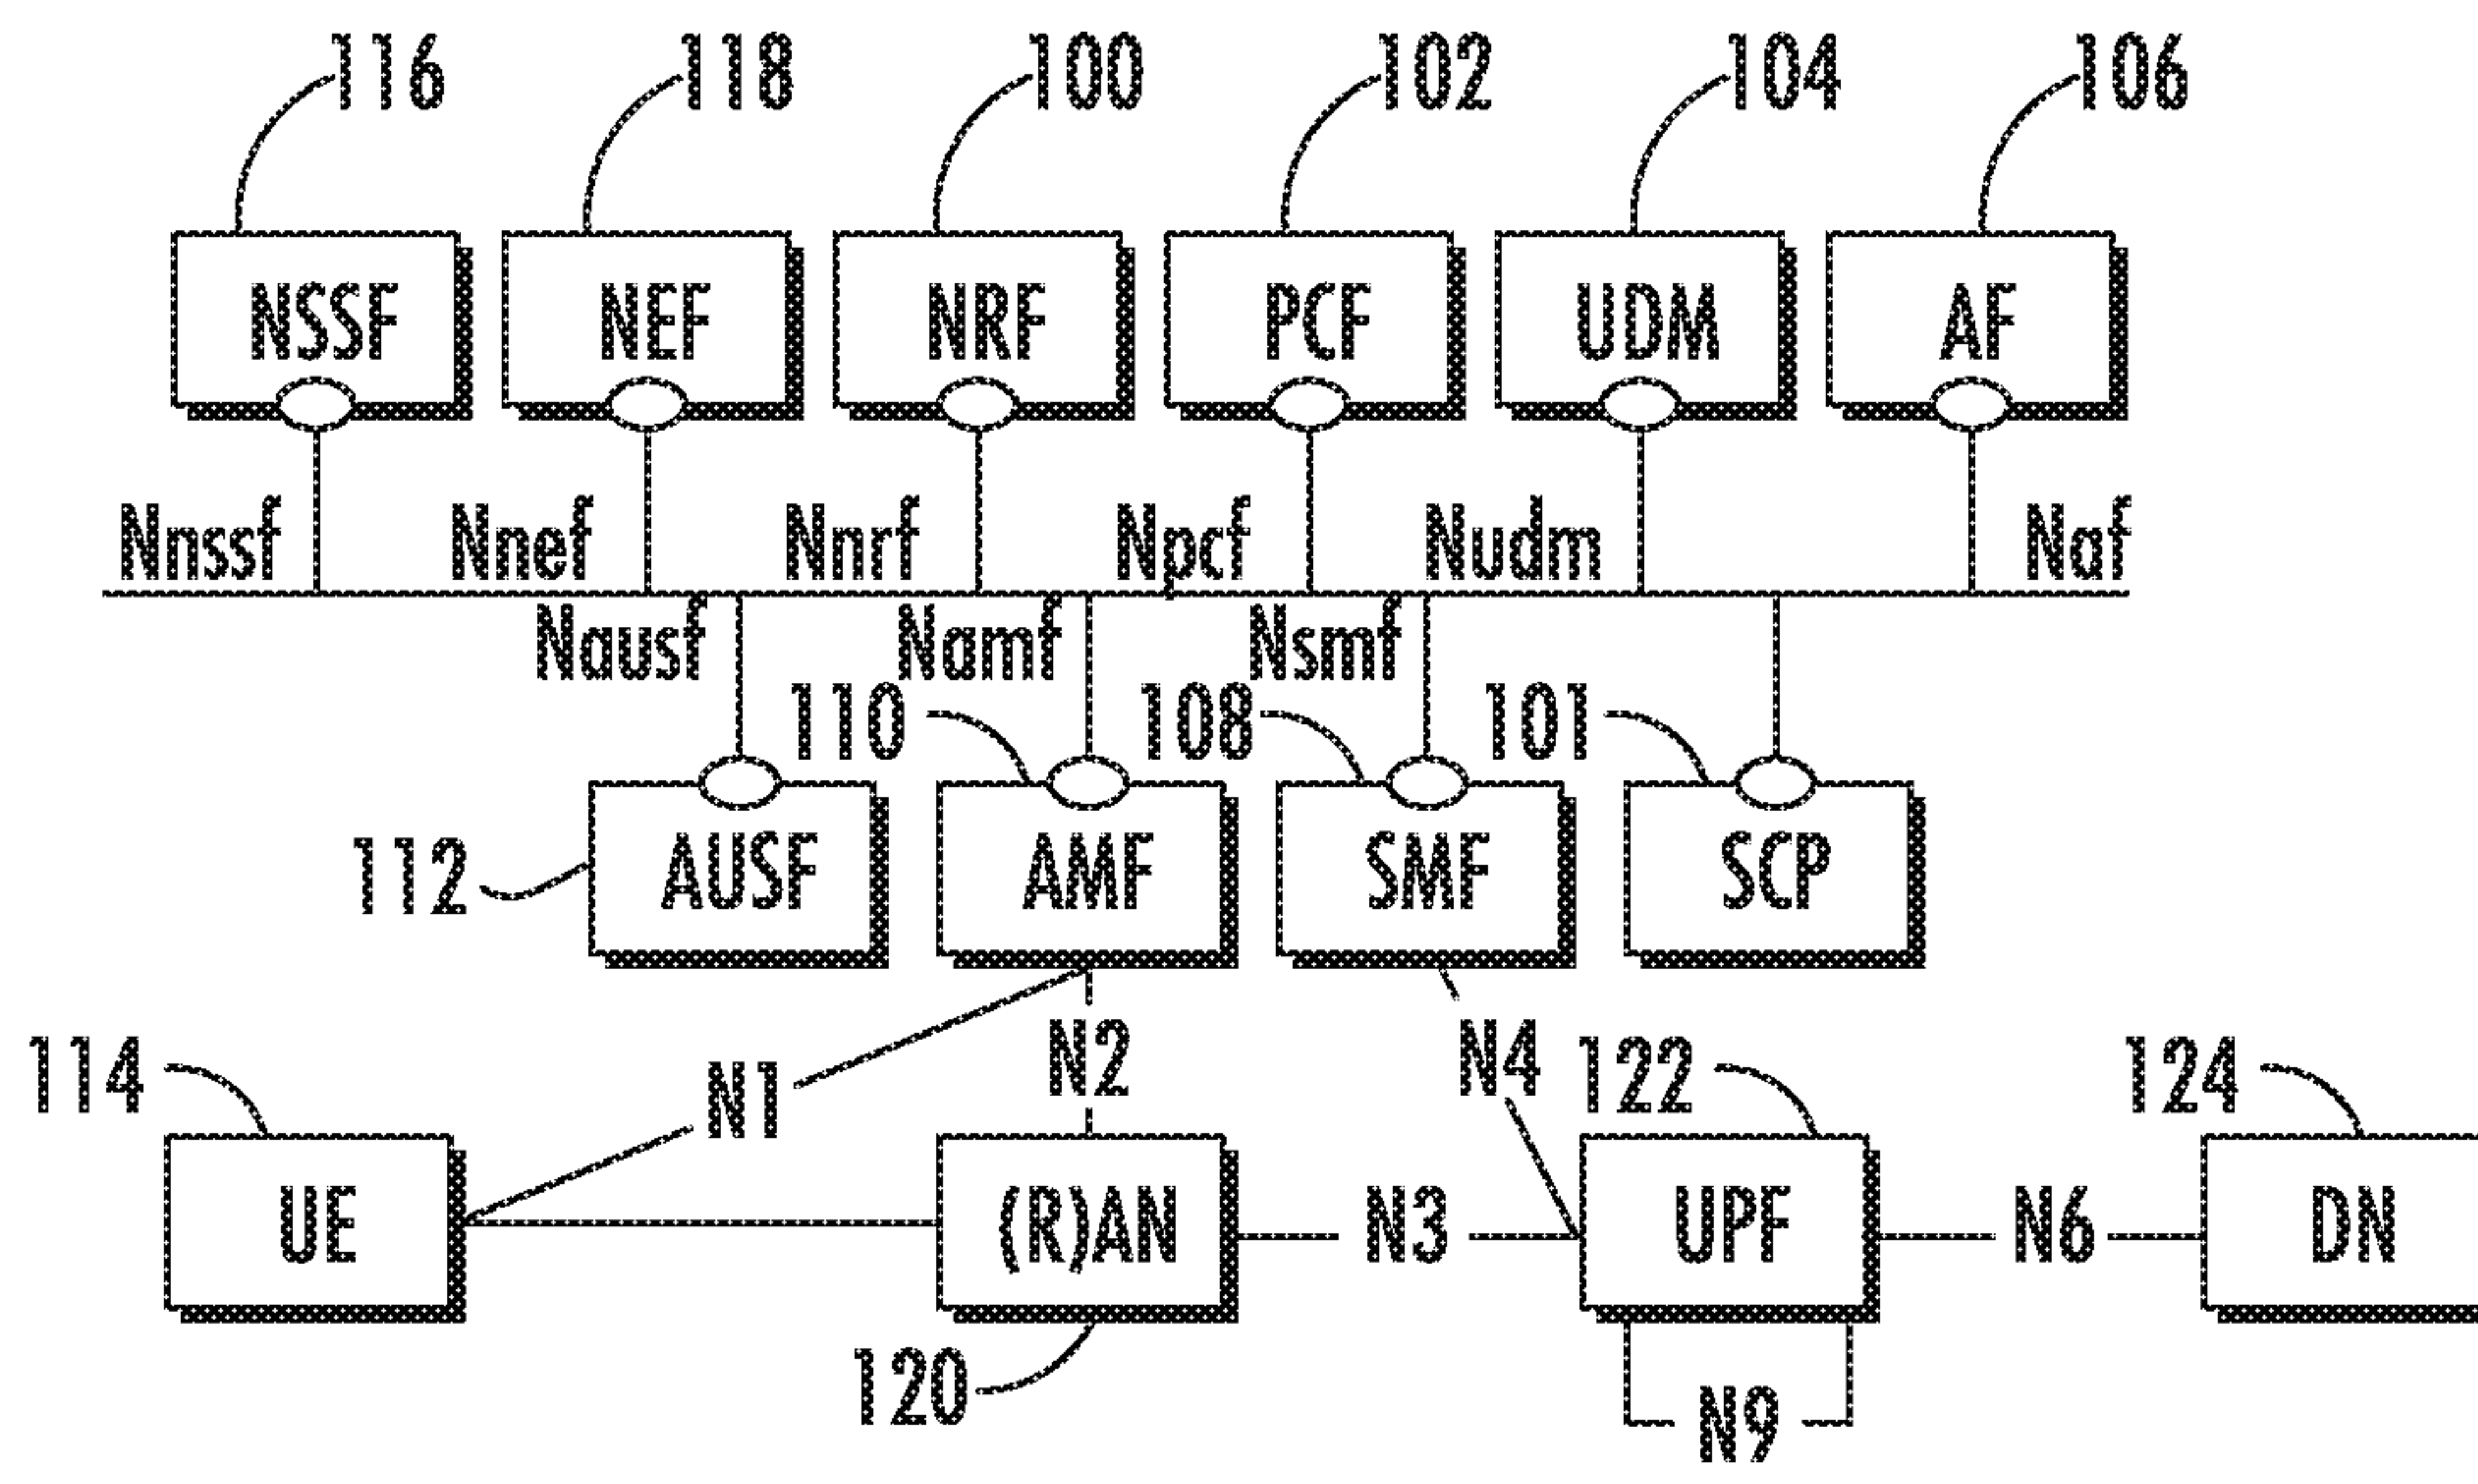 116 118 100 102 104 106
NSSF NEF NRF PCF UDM AF
Nnssf Nnef Nnrf Npcf Nudm Naf
Nausf Namf Nsmf
110 108 101
112 AUSF AMF SMF SCP
114 N1 N2 N4 122 124
UE (R)AN N3 UPF N6 DN
120 N9